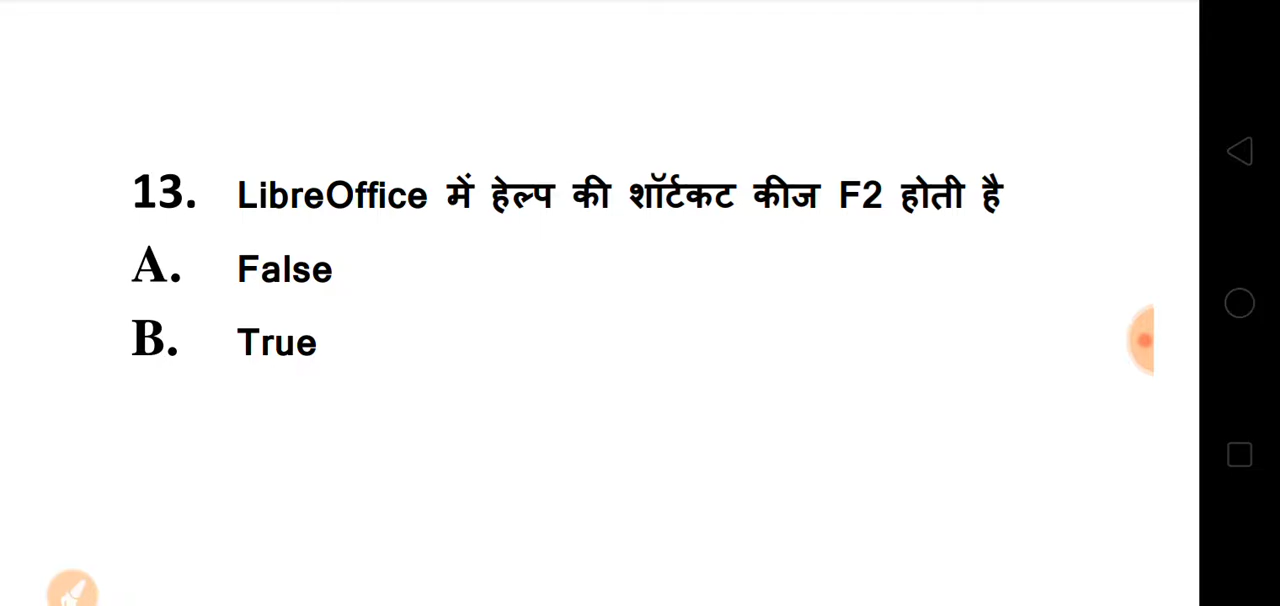 13. LibreOffice में हेल्प की शॉर्टकट कीज F2 होती है
A. False
B. True